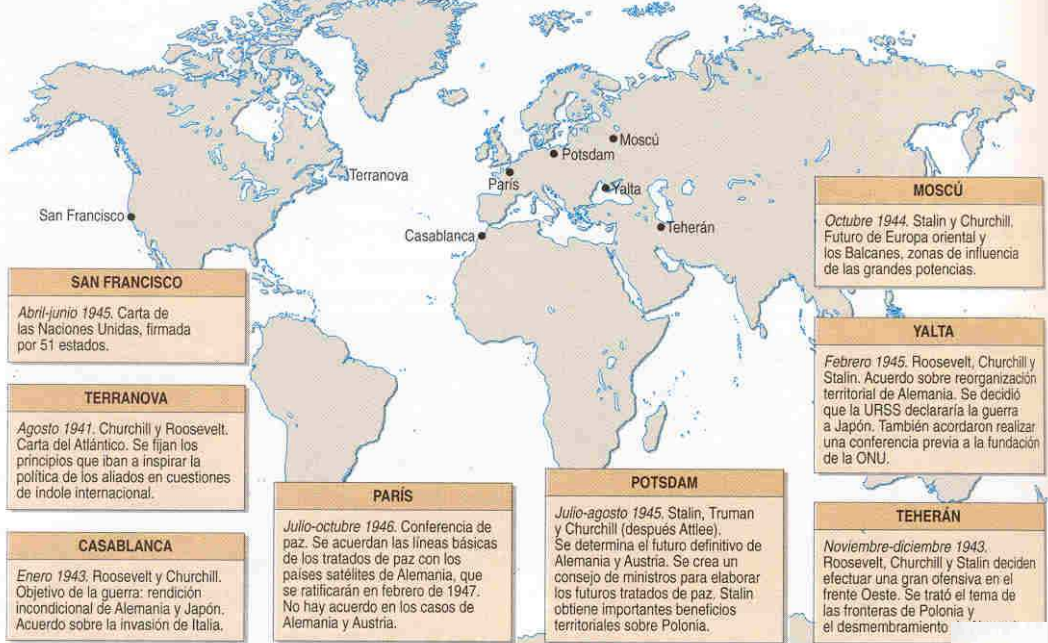 Terranova
San Francisco
Moscú
Potsdam
París
Yalta
Casablanca
Teherán
SAN FRANCISCO
Abril-junio 1945. Carta de
las Naciones Unidas, firmada
por 51 estados.
TERRANOVA
Agosto 1941. Churchill y Roosevelt.
Carta del Atlántico. Se fijan los
principios que iban a inspirar la
política de los aliados en cuestiones
de índole internacional.
CASABLANCA
Enero 1943. Roosevelt y Churchill.
Objetivo de la guerra: rendición
incondicional de Alemania y Japón.
Acuerdo sobre la invasión de Italia.
PARÍS
Julio-octubre 1946. Conferencia de
paz. Se acuerdan las líneas básicas
de los tratados de paz con los
países satélites de Alemania, que
se ratificarán en febrero de 1947.
No hay acuerdo en los casos de
Alemania y Austria.
POTSDAM
Julio-agosto 1945. Stalin, Truman
y Churchill (después Attlee).
Se determina el futuro definitivo de
Alemania y Austria. Se crea un
consejo de ministros para elaborar
los futuros tratados de paz. Stalin
obtiene importantes beneficios
territoriales sobre Polonia.
MOSCÚ
Octubre 1944. Stalin y Churchill.
Futuro de Europa oriental y
los Balcanes, zonas de influencia
de las grandes potencias.
YALTA
Febrero 1945. Roosevelt, Churchill y
Stalin. Acuerdo sobre reorganización
territorial de Alemania. Se decidió
que la URSS declararía la guerra
a Japón. También acordaron realizar
una conferencia previa a la fundación
de la ONU.
TEHERÁN
Noviembre-diciembre 1943.
Roosevelt, Churchill y Stalin deciden
efectuar una gran ofensiva en el
frente Oeste. Se trató el tema de
las fronteras de Polonia y
el desmembramiento